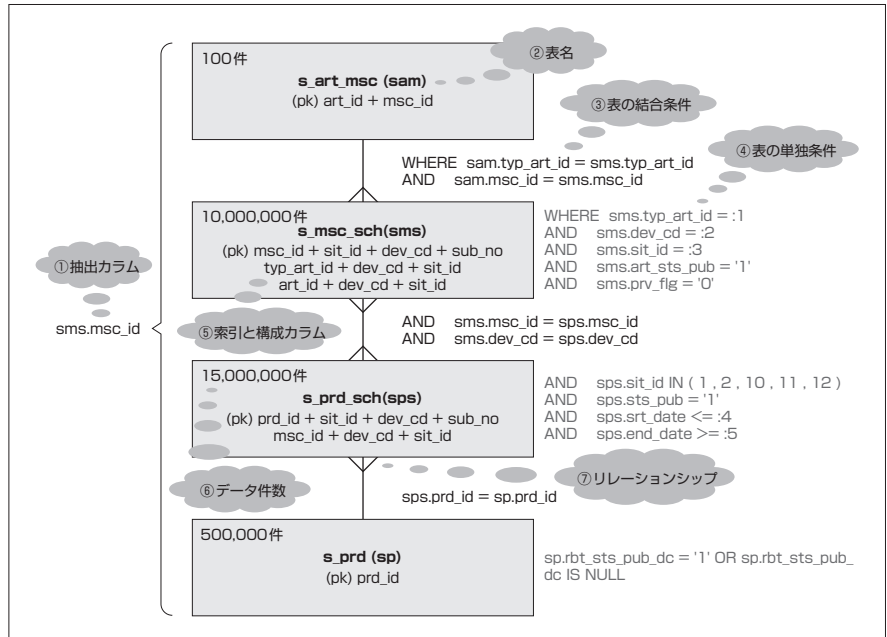 100件
②表名
s_art_msc (sam)
(pk) art_id + msc_id
③表の結合条件
④表の単独条件
WHERE sam.typ_art_id = sms.typ_art_id
AND sam.msc_id = sms.msc_id
10,000,000件
s_msc_sch(sms)
(pk) msc_id + sit_id + dev_cd + sub_no
typ_art_id + dev_cd + sit_id
art_id + dev_cd + sit_id
WHERE sms.typ_art_id = :1
AND sms.dev_cd = :2
AND sms.sit_id = :3
AND sms.art_sts_pub = '1'
AND sms.prv_flg = '0'
①抽出カラム
sms.msc_id
⑤索引と構成カラム
AND sms.msc_id = sps.msc_id
AND sms.dev_cd = sps.dev_cd
15,000,000件
s_prd_sch(sps)
(pk) prd_id + sit_id + dev_cd + sub_no
msc_id + dev_cd + sit_id
AND sps.sit_id IN ( 1 , 2 , 10 , 11 , 12 )
AND sps.sts_pub = '1'
AND sps.srt_date <= :4
AND sps.end_date >= :5
⑥データ件数
⑦リレーションシップ
sps.prd_id = sp.prd_id
500,000件
s_prd (sp)
(pk) prd_id
sp.rbt_sts_pub_dc = '1' OR sp.rbt_sts_pub_
dc IS NULL